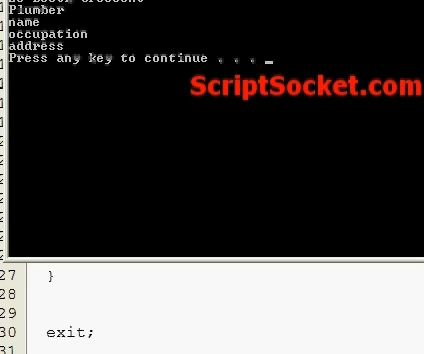 Plumber
name
occupation
address
Press any key to continue . . . _
ScriptSocket.com
27 }
28
29
30 exit;
31